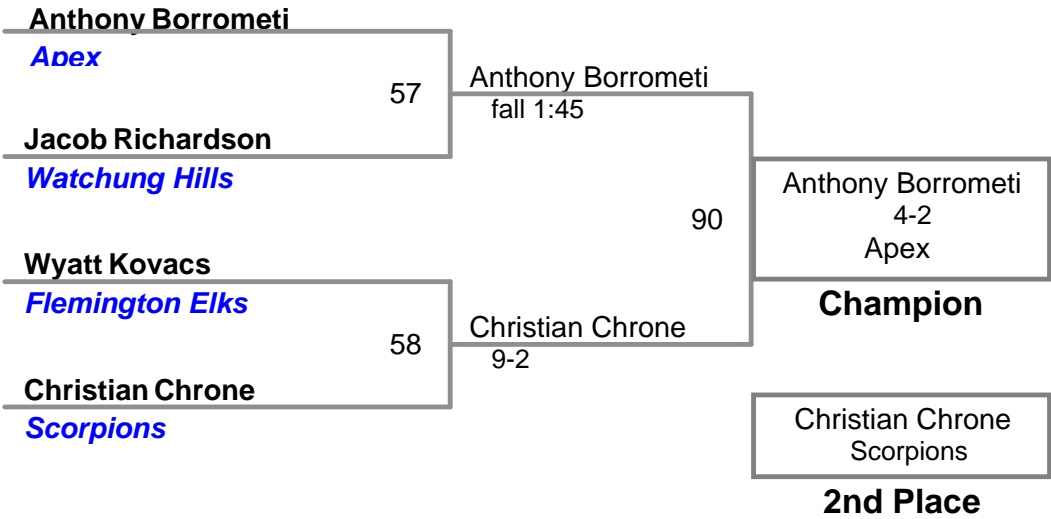 Anthony Borrometi
Apex
57
Anthony Borrometi
fall 1:45
Jacob Richardson
Watchung Hills
90
Anthony Borrometi
4-2
Apex
Champion
Wyatt Kovacs
Flemington Elks
58
Christian Chrone
9-2
Christian Chrone
Scorpions
Christian Chrone
Scorpions
2nd Place